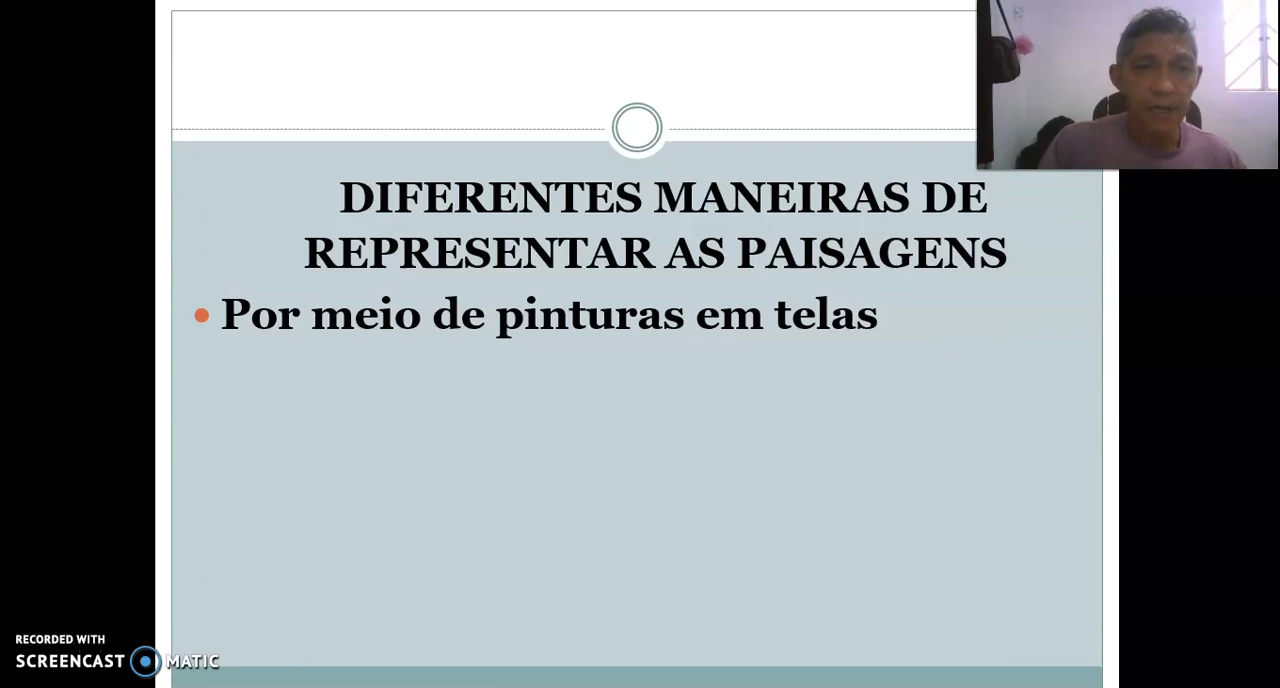 DIFERENTES MANEIRAS DE
REPRESENTAR AS PAISAGENS
Por meio de pinturas em telas
RECORDED WITH
SCREENCAST MATIC